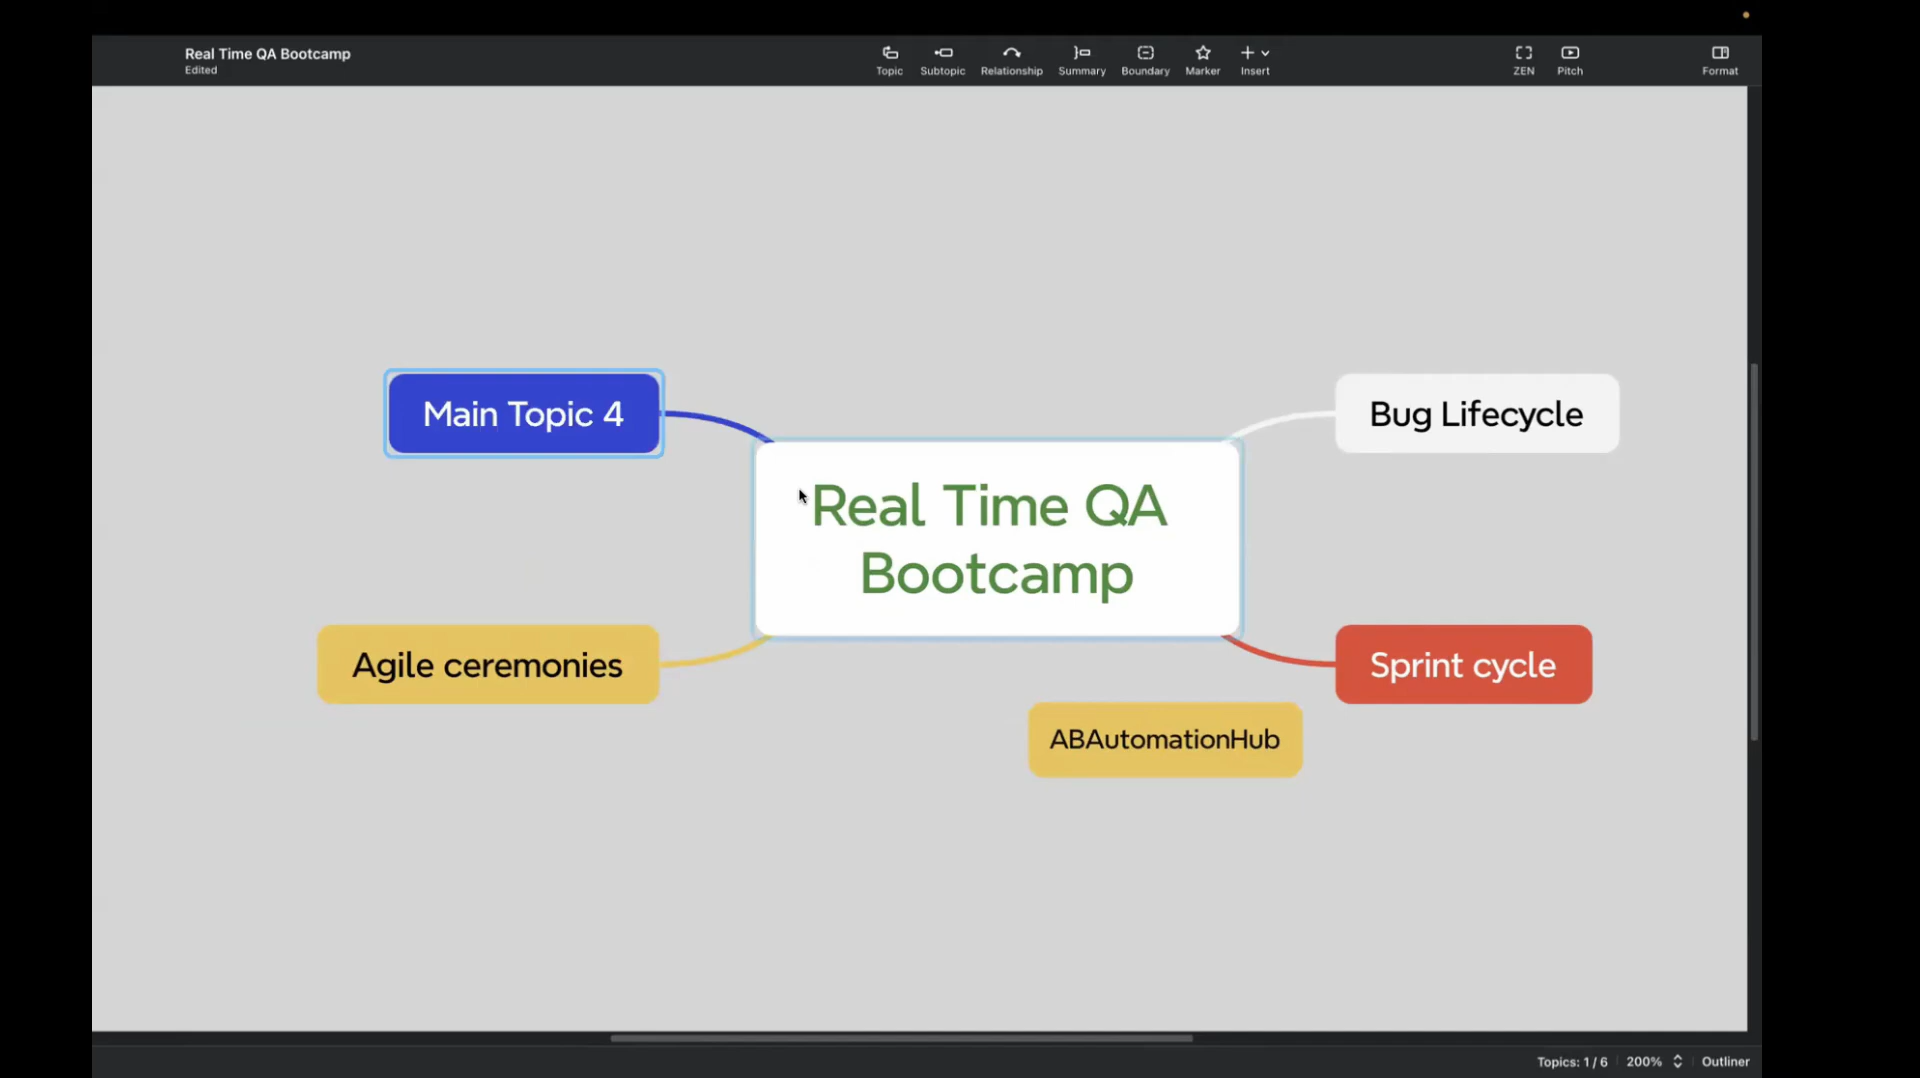 Real Time QA Bootcamp
Edited
Topic
Subtopic
Relationship
Summary
Boundary
Marker
Insert
ZEN
Pitch
Format
Main Topic 4
Bug Lifecycle
Real Time QA
Bootcamp
Agile ceremonies
Sprint cycle
ABAutomationHub
Topics: 1 / 6
200%
Outliner